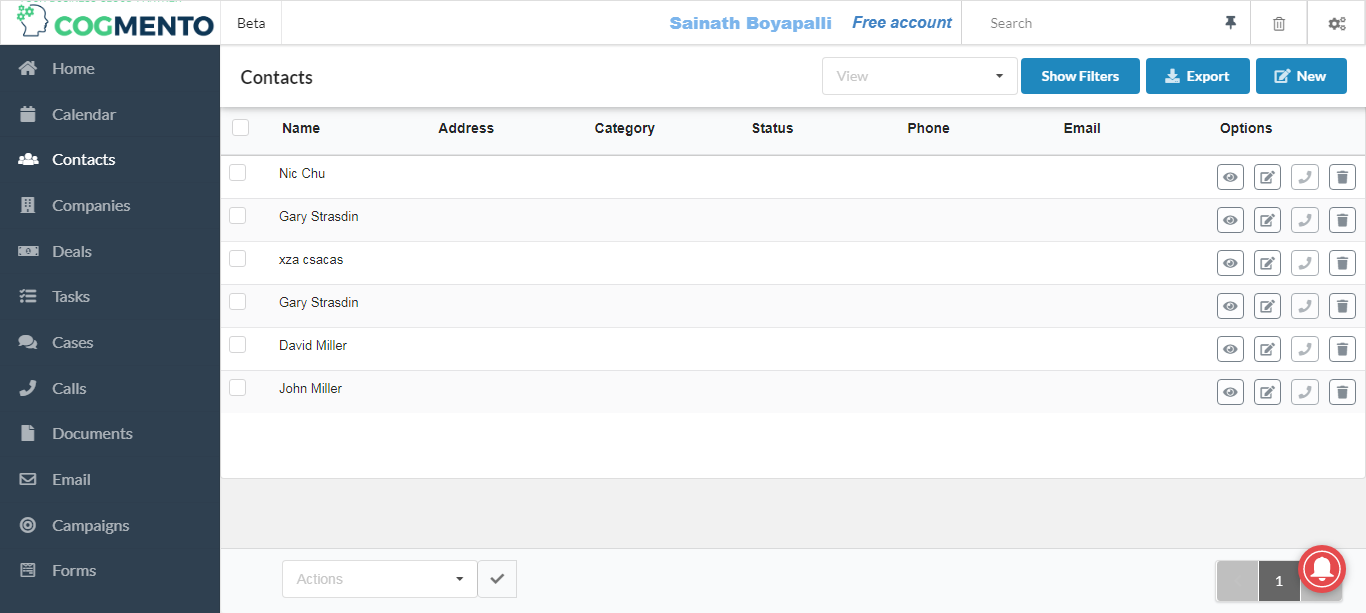 COGMENTO
Beta
Sainath Boyapalli
Free account
Search
Home
Calendar
Contacts
Companies
Deals
Tasks
Cases
Calls
Documents
Email
Campaigns
Forms
Contacts
View
Show Filters
Export
New
Name Address Category Status Phone Email Options
Nic Chu
Gary Strasdin
xza csacas
Gary Strasdin
David Miller
John Miller
Actions
1